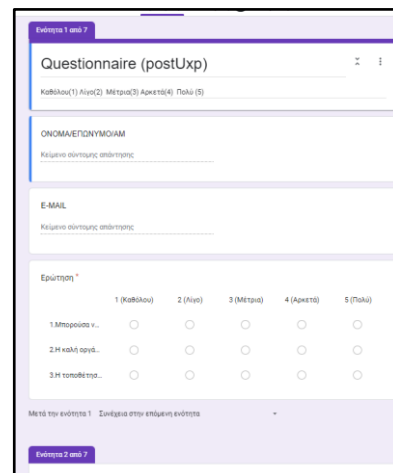 Ενότητα 1 από 7
Questionnaire (postUxp)
Καθόλου(1) Λίγο(2) Μέτρια(3) Αρκετά(4) Πολύ (5)
ΟΝΟΜΑ/ΕΠΩΝΥΜΟ/ΑΜ
Κείμενο σύντομης απάντησης
E-MAIL
Κείμενο σύντομης απάντησης
Ερώτηση *
1 (Καθόλου) 2 (Λίγο) 3 (Μέτρια) 4 (Αρκετά) 5 (Πολύ)
1.Μπορούσα ν...
2.Η καλή οργά...
3.Η τοποθέτησ...
Μετά την ενότητα 1 Συνέχεια στην επόμενη ενότητα
Ενότητα 2 από 7